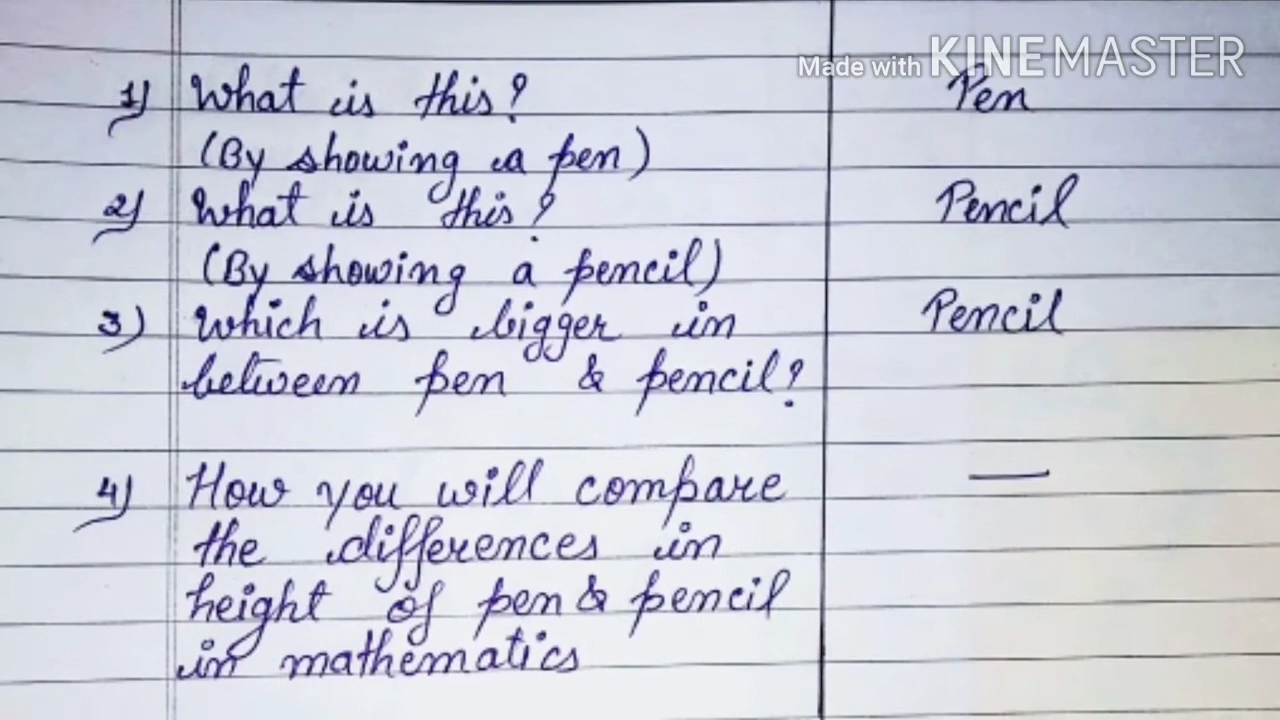 Made with KINEMASTER
1) What is this? Pen
(By showing a pen)
2) What is this? Pencil
(By showing a pencil)
3) Which is bigger in Pencil
between pen & pencil?
4) How you will compare —
the differences in
height of pen & pencil
in mathematics